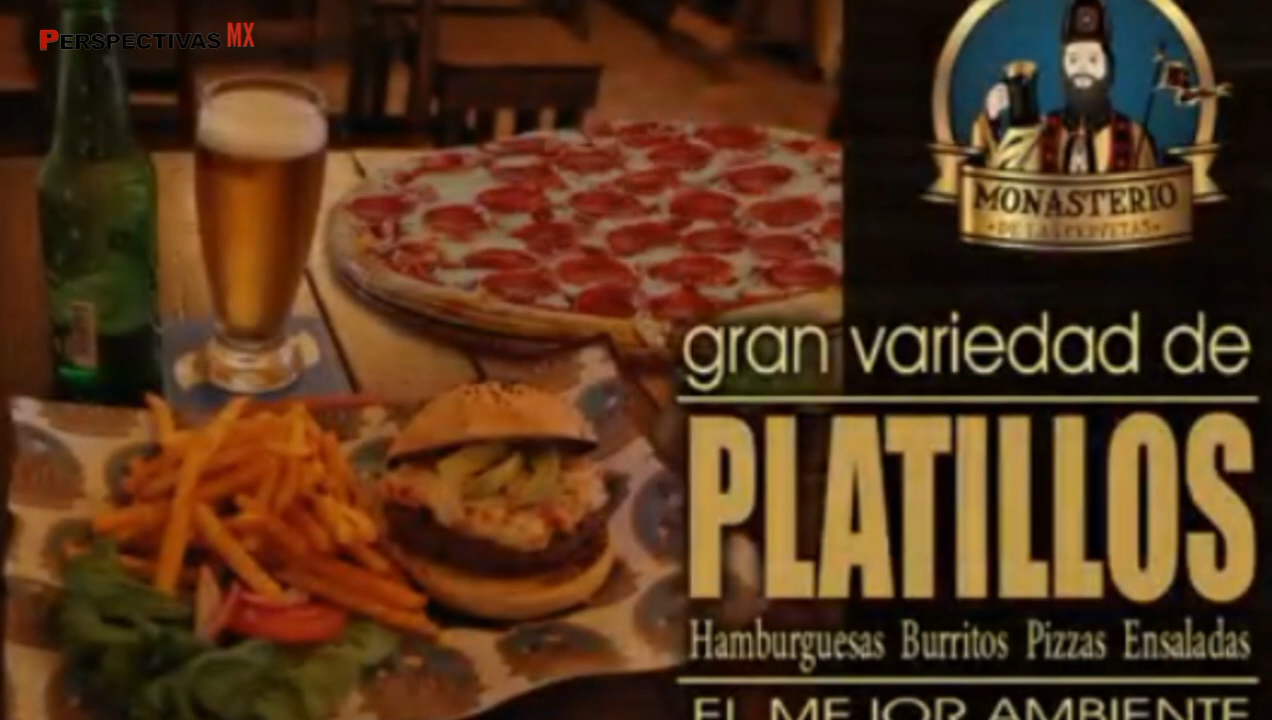 PERSPECTIVAS MX
MONASTERIO
gran variedad de
PLATILLOS
Hamburguesas Burritos Pizzas Ensaladas
EL MEJOR AMBIENTE